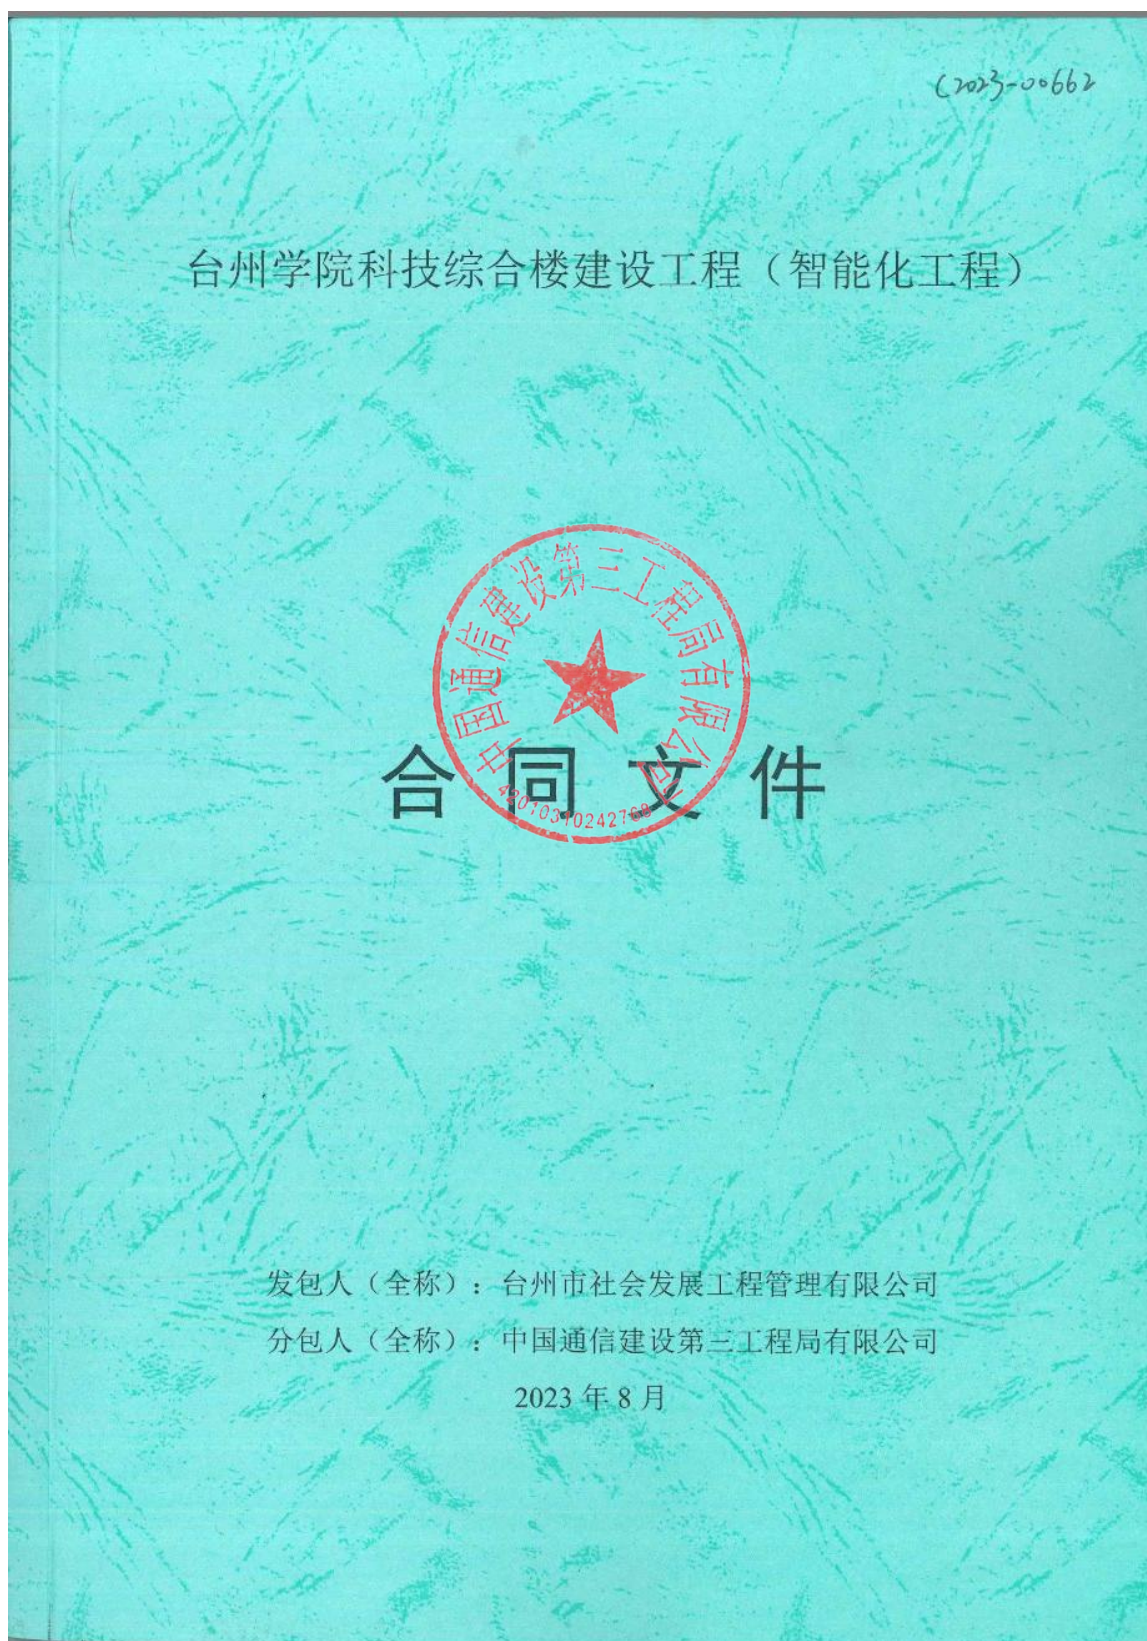 C2023-00662
台州学院科技综合楼建设工程（智能化工程）
中国通信建设第三工程局有限公司
合同文件
42010310242768
发包人（全称）：台州市社会发展工程管理有限公司
分包人（全称）：中国通信建设第三工程局有限公司
2023 年 8 月